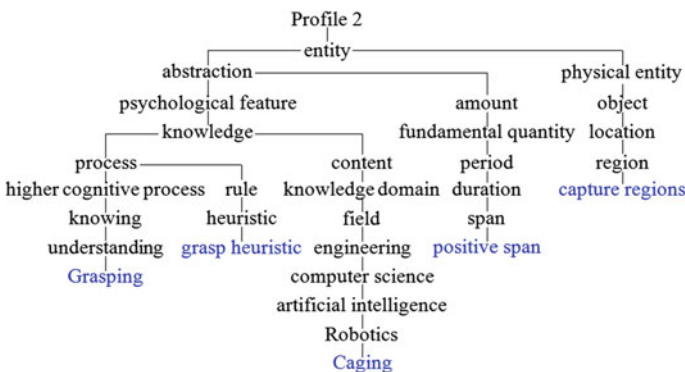 Profile 2
entity
abstraction physical entity
psychological feature amount object
knowledge fundamental quantity location
process content period region
higher cognitive process rule knowledge domain duration capture regions
knowing heuristic field span
understanding grasp heuristic engineering positive span
Grasping computer science
artificial intelligence
Robotics
Caging